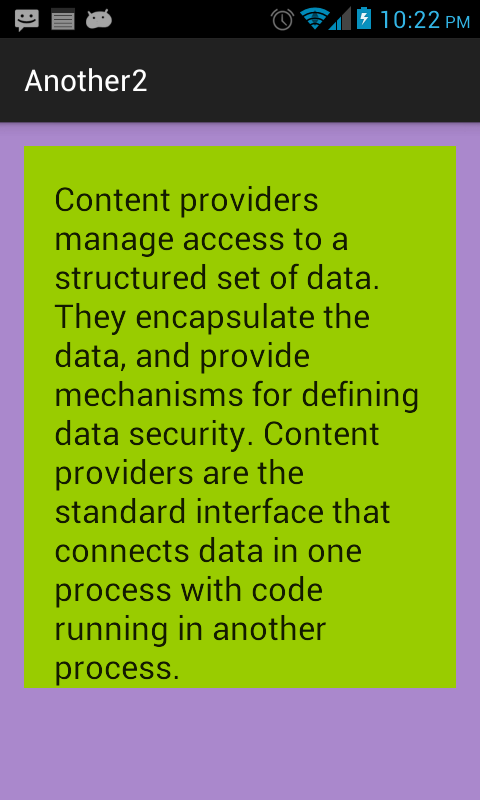 10:22 PM
Another2
Content providers
manage access to a
structured set of data.
They encapsulate the
data, and provide
mechanisms for defining
data security. Content
providers are the
standard interface that
connects data in one
process with code
running in another
process.